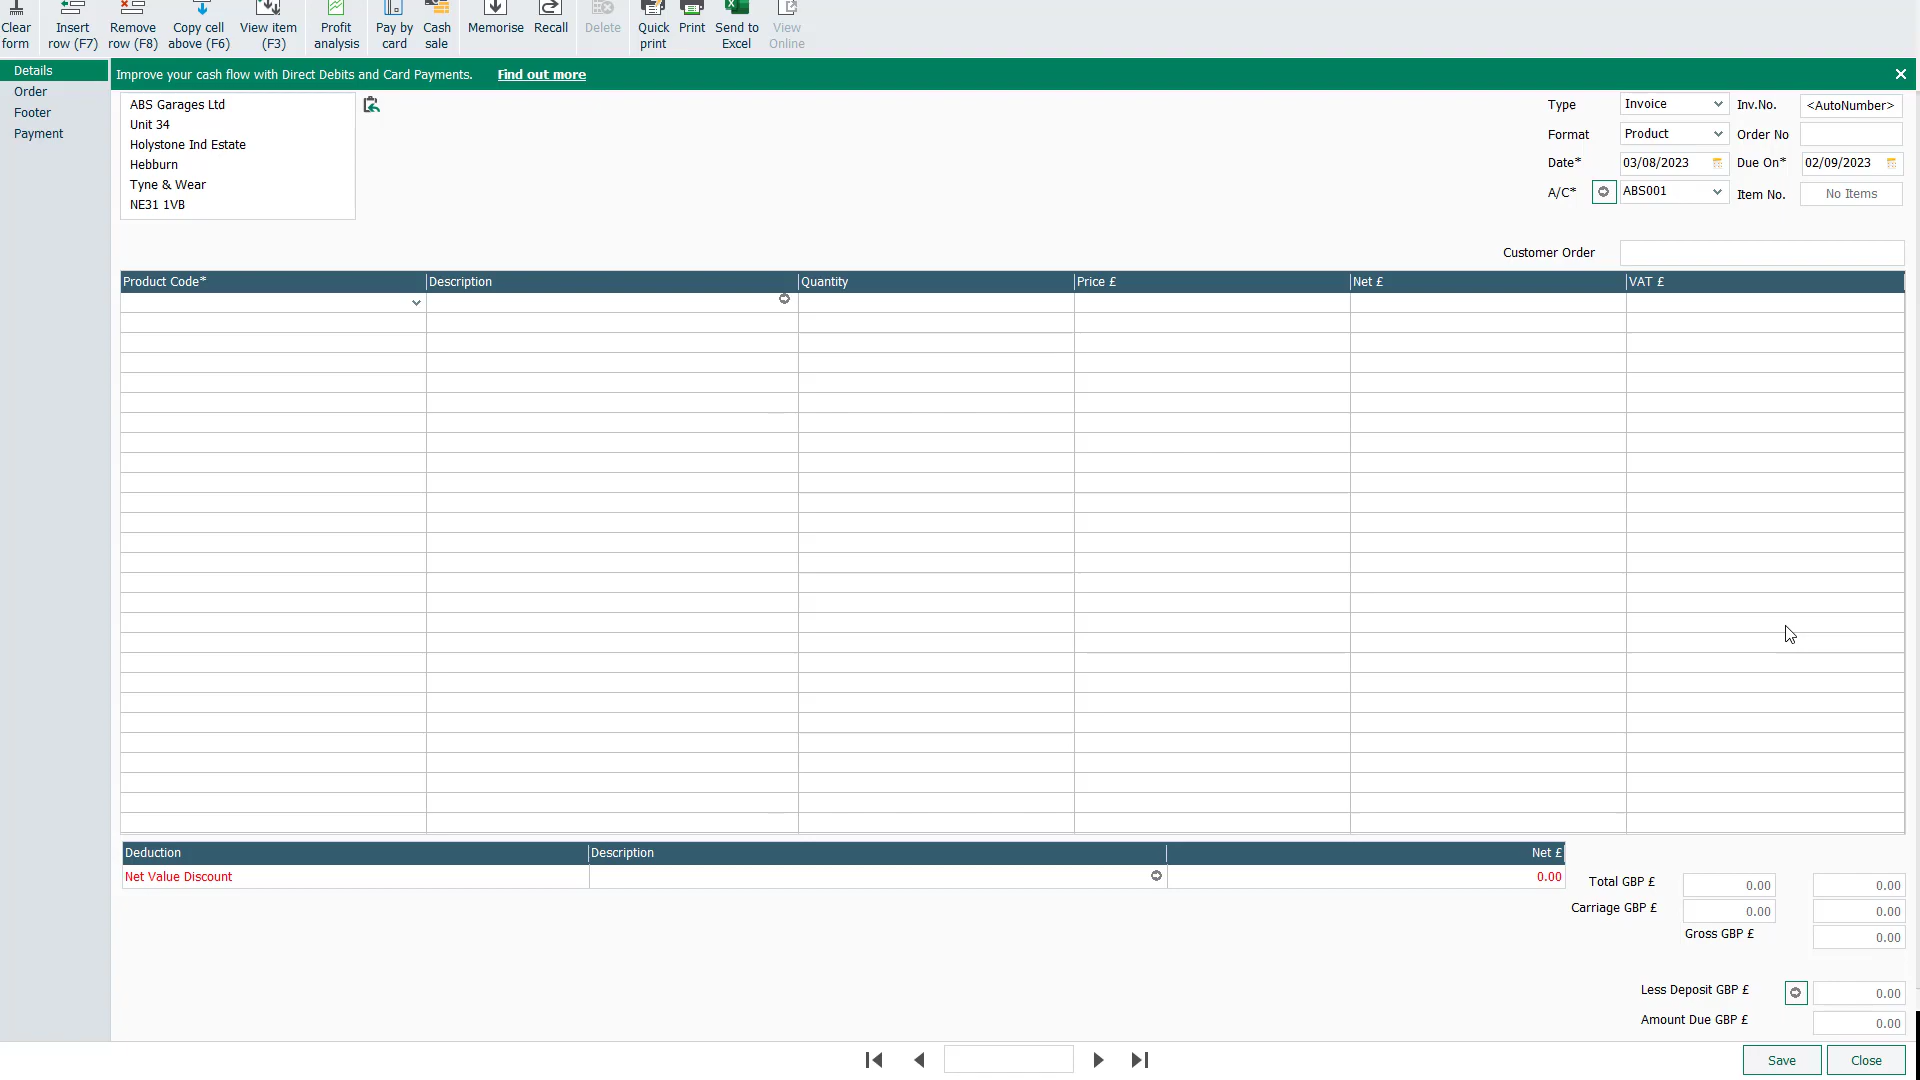 Clear form
Insert row (F7)
Remove row (F8)
Copy cell above (F6)
View item (F3)
Profit analysis
Pay by card
Cash sale
Memorise
Recall
Delete
Quick print
Print
Send to Excel
View Online
Details
Order
Footer
Payment
Improve your cash flow with Direct Debits and Card Payments. Find out more
ABS Garages Ltd
Unit 34
Holystone Ind Estate
Hebburn
Tyne & Wear
NE31 1VB
Type Invoice Inv.No. <AutoNumber>
Format Product Order No
Date* 03/08/2023 Due On* 02/09/2023
A/C* ABS001 Item No. No Items
Customer Order
Product Code* Description Quantity Price £ Net £ VAT £
Deduction Description Net £
Net Value Discount 0.00
Total GBP £ 0.00 0.00
Carriage GBP £ 0.00 0.00
Gross GBP £ 0.00
Less Deposit GBP £ 0.00
Amount Due GBP £ 0.00
Save Close